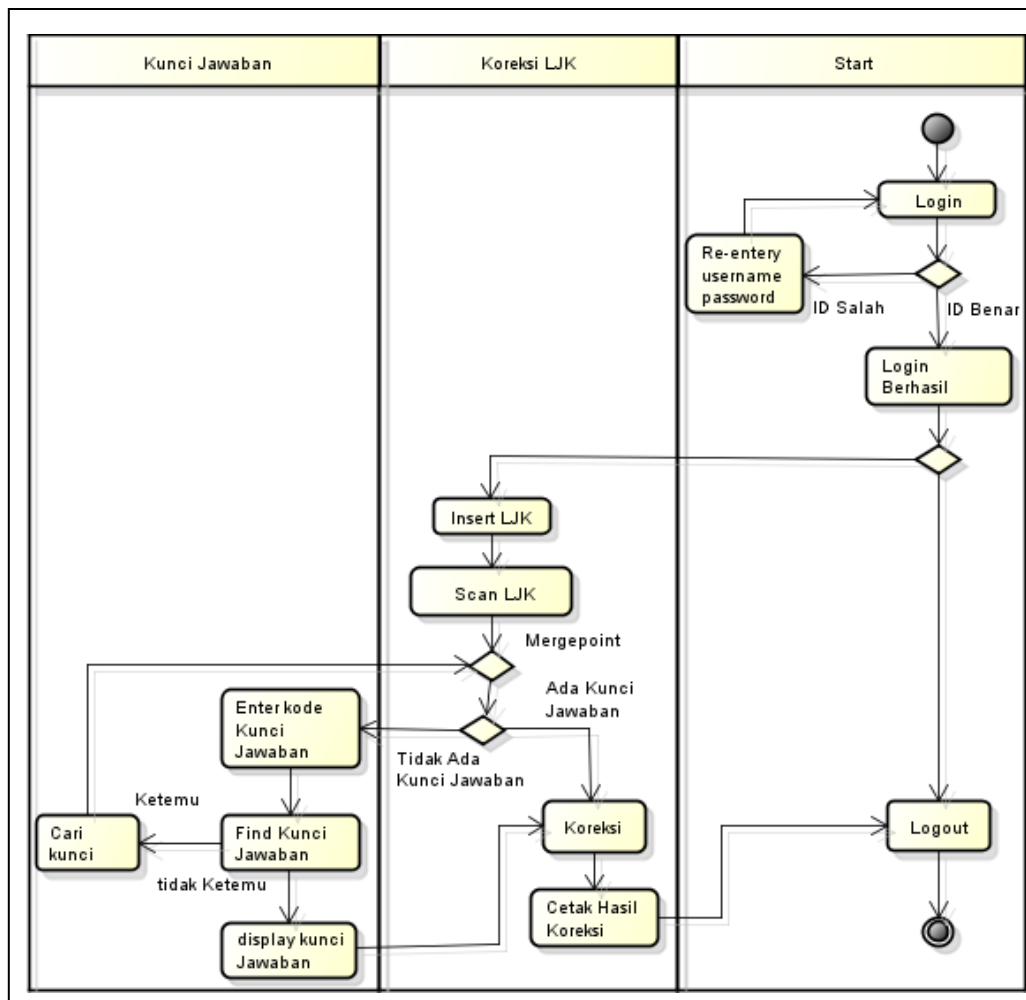 Kunci Jawaban
Koreksi LJK
Start
Login
Re-entery
username
password
ID Salah
ID Benar
Login
Berhasil
Insert LJK
Scan LJK
Mergepoint
Ada Kunci
Jawaban
Enter kode
Kunci
Jawaban
Tidak Ada
Kunci Jawaban
Ketemu
Cari
kunci
Find Kunci
Jawaban
Koreksi
Logout
tidak Ketemu
Cetak Hasil
Koreksi
display kunci
Jawaban